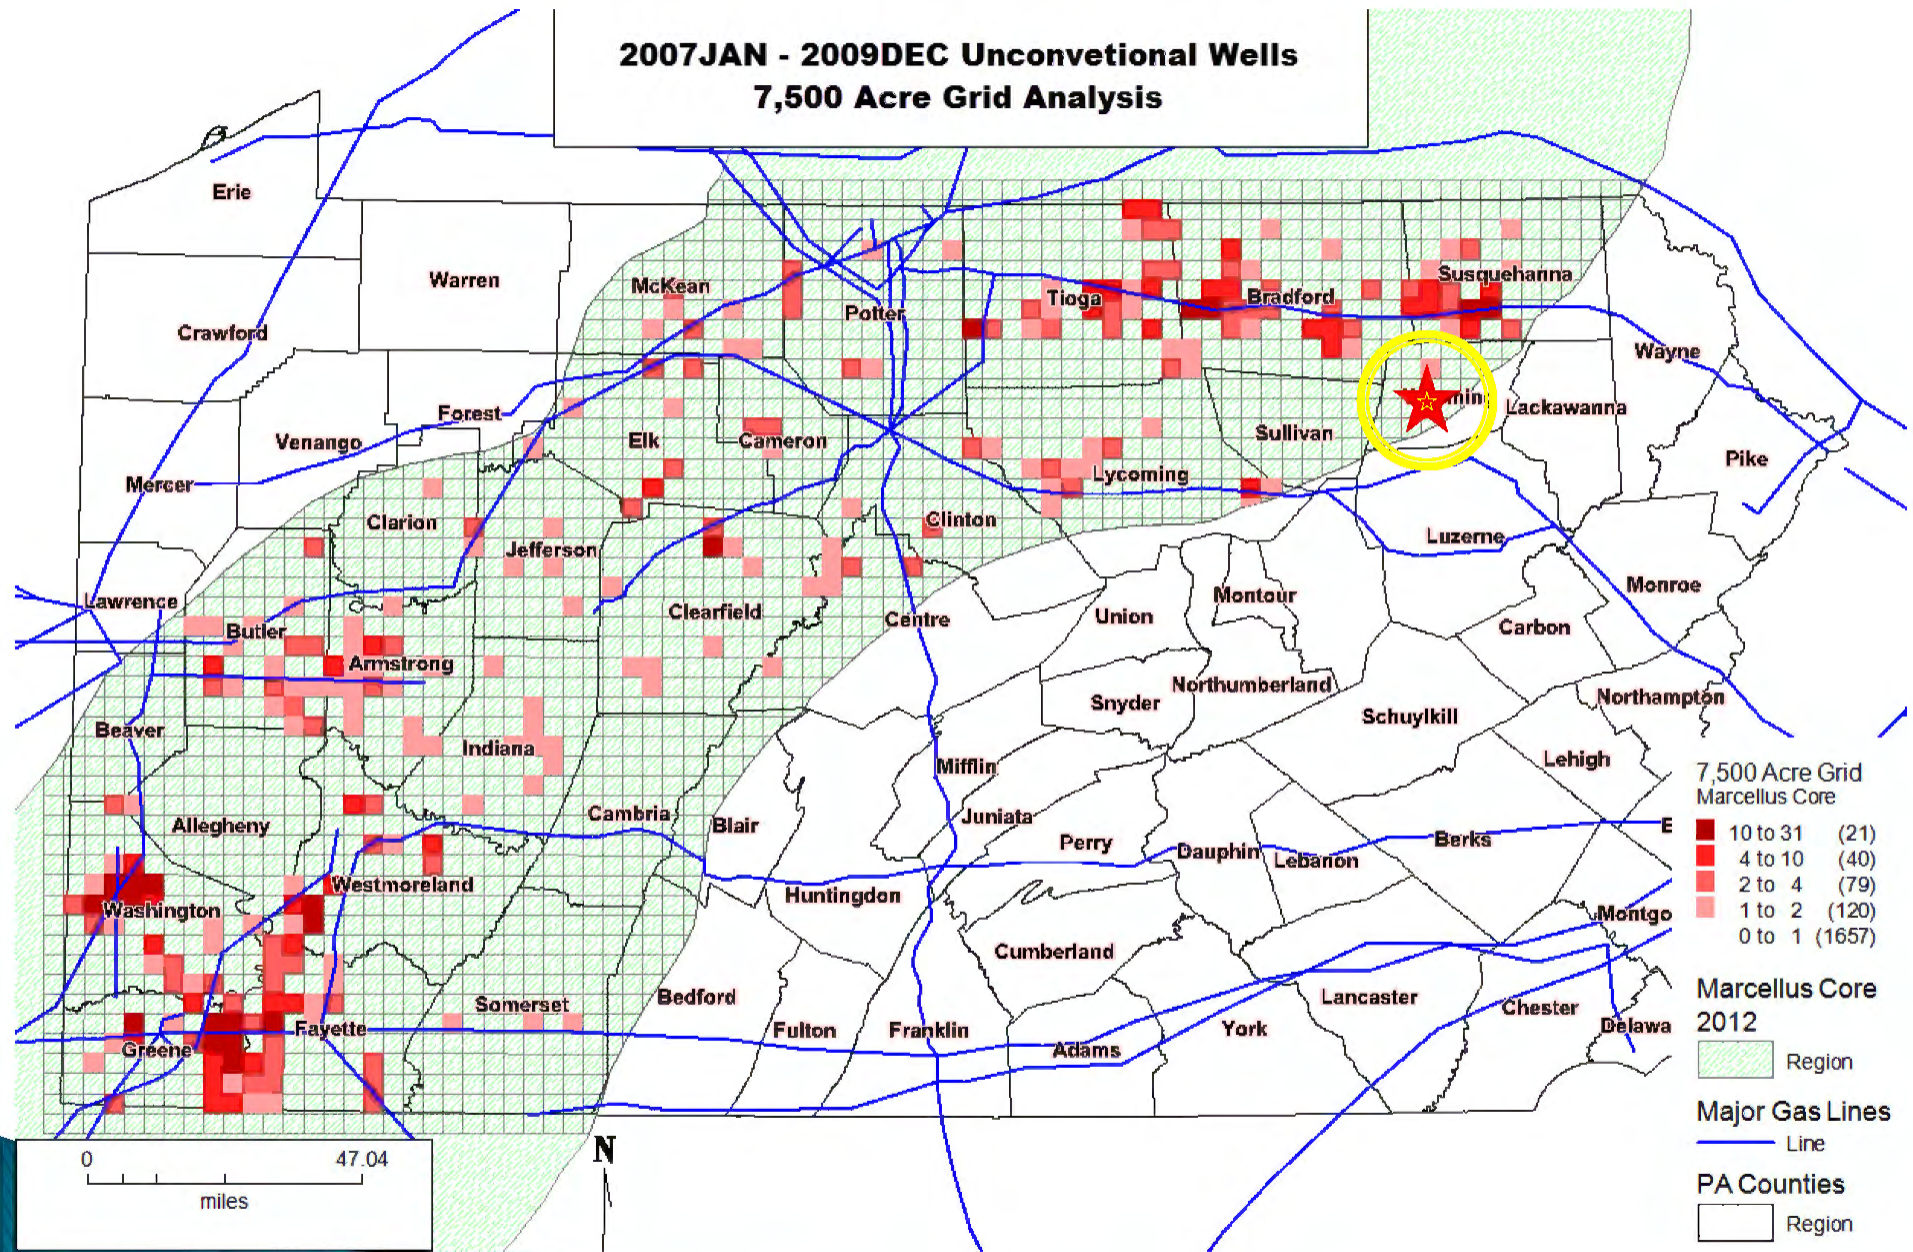 2007JAN - 2009DEC Unconvetional Wells
7,500 Acre Grid Analysis
Erie
Warren
McKean
Potter
Tioga
Bradford
Susquehanna
Crawford
Wayne
Forest
Venango
Elk
Cameron
Lycoming
Sullivan
Lackawanna
Mercer
Pike
Clarion
Jefferson
Clinton
Luzerne
Lawrence
Butler
Clearfield
Centre
Union
Montour
Carbon
Monroe
Armstrong
Snyder
Northumberland
Schuylkill
Northampton
Beaver
Indiana
Mifflin
Lehigh
Allegheny
Cambria
Blair
Juniata
Perry
Dauphin
Lebanon
Berks
E
Westmoreland
Huntingdon
Washington
Cumberland
Montgo
Somerset
Bedford
Fulton
Franklin
Adams
York
Lancaster
Chester
Delawa
Greene
Fayette
7,500 Acre Grid
Marcellus Core
10 to 31 (21)
4 to 10 (40)
2 to 4 (79)
1 to 2 (120)
0 to 1 (1657)
Marcellus Core
2012
Region
Major Gas Lines
Line
PA Counties
Region
0 47.04
miles
N